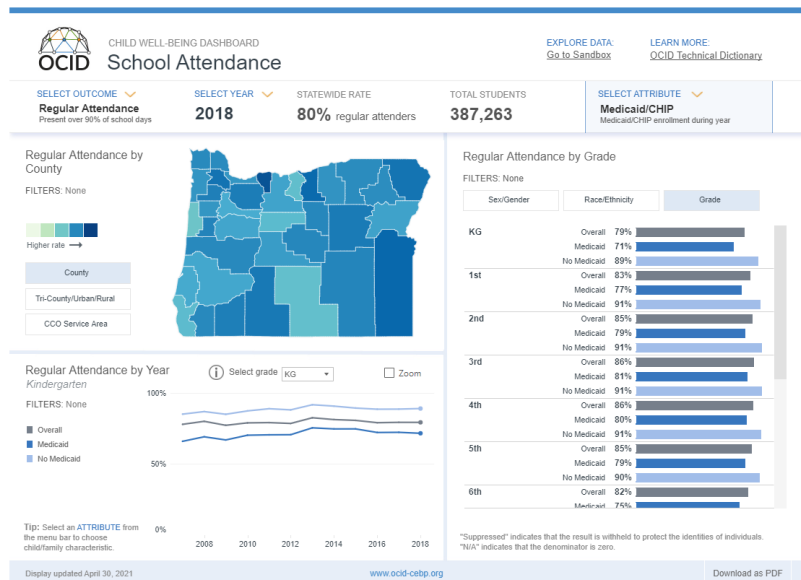 OCID
CHILD WELL-BEING DASHBOARD
School Attendance
EXPLORE DATA:
Go to Sandbox
LEARN MORE:
OCID Technical Dictionary
SELECT OUTCOME
Regular Attendance
Present over 90% of school days
SELECT YEAR
2018
STATEWIDE RATE
80% regular attenders
TOTAL STUDENTS
387,263
SELECT ATTRIBUTE
Medicaid/CHIP
Medicaid/CHIP enrollment during year
Regular Attendance by
County
FILTERS: None
Higher rate →
County
Tri-County/Urban/Rural
CCO Service Area
Regular Attendance by Year
Kindergarten
FILTERS: None
Select grade KG
Zoom
Overall
Medicaid
No Medicaid
100%
50%
0%
2008 2010 2012 2014 2016 2018
Tip: Select an ATTRIBUTE from
the menu bar to choose
child/family characteristic.
Regular Attendance by Grade
FILTERS: None
Sex/Gender Race/Ethnicity Grade
KG Overall 79%
Medicaid 71%
No Medicaid 89%
1st Overall 83%
Medicaid 77%
No Medicaid 91%
2nd Overall 85%
Medicaid 79%
No Medicaid 91%
3rd Overall 86%
Medicaid 81%
No Medicaid 91%
4th Overall 86%
Medicaid 80%
No Medicaid 91%
5th Overall 85%
Medicaid 79%
No Medicaid 90%
6th Overall 82%
Medicaid 75%
"Suppressed" indicates that the result is withheld to protect the identities of individuals.
"N/A" indicates that the denominator is zero.
Display updated April 30, 2021
www.ocid-cebp.org
Download as PDF